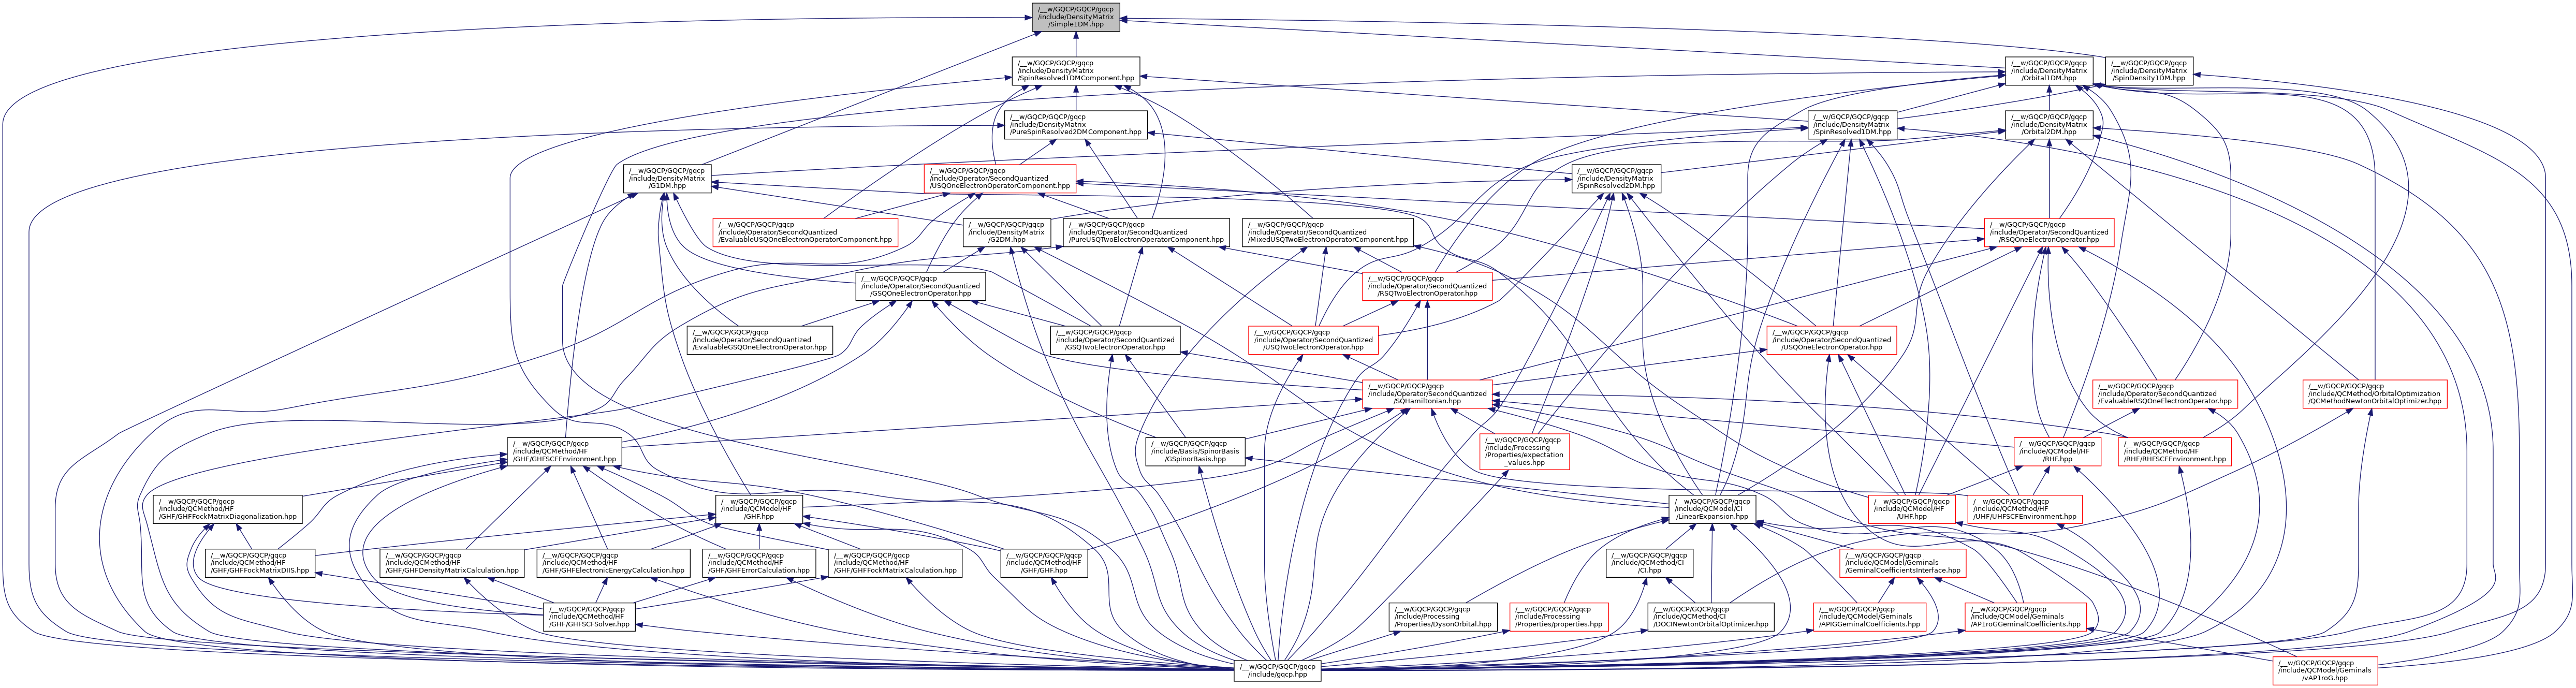 /__w/GQCP/GQCP/gqcp
/include/DensityMatrix
/Simple1DM.hpp
/__w/GQCP/GQCP/gqcp
/include/DensityMatrix
/SpinResolved1DMComponent.hpp
/__w/GQCP/GQCP/gqcp
/include/DensityMatrix
/Orbital1DM.hpp
/__w/GQCP/GQCP/gqcp
/include/DensityMatrix
/SpinDensity1DM.hpp
/__w/GQCP/GQCP/gqcp
/include/DensityMatrix
/PureSpinResolved2DMComponent.hpp
/__w/GQCP/GQCP/gqcp
/include/DensityMatrix
/SpinResolved1DM.hpp
/__w/GQCP/GQCP/gqcp
/include/DensityMatrix
/Orbital2DM.hpp
/__w/GQCP/GQCP/gqcp
/include/DensityMatrix
/G1DM.hpp
/__w/GQCP/GQCP/gqcp
/include/Operator/SecondQuantized
/USQOneElectronOperatorComponent.hpp
/__w/GQCP/GQCP/gqcp
/include/DensityMatrix
/SpinResolved2DM.hpp
/__w/GQCP/GQCP/gqcp
/include/Operator/SecondQuantized
/EvaluableUSQOneElectronOperatorComponent.hpp
/__w/GQCP/GQCP/gqcp
/include/DensityMatrix
/G2DM.hpp
/__w/GQCP/GQCP/gqcp
/include/Operator/SecondQuantized
/PureUSQTwoElectronOperatorComponent.hpp
/__w/GQCP/GQCP/gqcp
/include/Operator/SecondQuantized
/MixedUSQTwoElectronOperatorComponent.hpp
/__w/GQCP/GQCP/gqcp
/include/Operator/SecondQuantized
/RSQOneElectronOperator.hpp
/__w/GQCP/GQCP/gqcp
/include/Operator/SecondQuantized
/GSQOneElectronOperator.hpp
/__w/GQCP/GQCP/gqcp
/include/Operator/SecondQuantized
/RSQTwoElectronOperator.hpp
/__w/GQCP/GQCP/gqcp
/include/Operator/SecondQuantized
/EvaluableGSQOneElectronOperator.hpp
/__w/GQCP/GQCP/gqcp
/include/Operator/SecondQuantized
/GSQTwoElectronOperator.hpp
/__w/GQCP/GQCP/gqcp
/include/Operator/SecondQuantized
/USQTwoElectronOperator.hpp
/__w/GQCP/GQCP/gqcp
/include/Operator/SecondQuantized
/USQOneElectronOperator.hpp
/__w/GQCP/GQCP/gqcp
/include/Operator/SecondQuantized
/SQHamiltonian.hpp
/__w/GQCP/GQCP/gqcp
/include/Operator/SecondQuantized
/EvaluableRSQOneElectronOperator.hpp
/__w/GQCP/GQCP/gqcp
/include/QCMethod/OrbitalOptimization
/QCMethodNewtonOrbitalOptimizer.hpp
/__w/GQCP/GQCP/gqcp
/include/QCMethod/HF
/GHF/GHFSCFEnvironment.hpp
/__w/GQCP/GQCP/gqcp
/include/Basis/SpinorBasis
/GSpinorBasis.hpp
/__w/GQCP/GQCP/gqcp
/include/Processing
/Properties/expectation
_values.hpp
/__w/GQCP/GQCP/gqcp
/include/QCModel/HF
/RHF.hpp
/__w/GQCP/GQCP/gqcp
/include/QCMethod/HF
/RHF/RHFSCFEnvironment.hpp
/__w/GQCP/GQCP/gqcp
/include/QCMethod/HF
/GHF/GHFFockMatrixDiagonalization.hpp
/__w/GQCP/GQCP/gqcp
/include/QCModel/HF
/GHF.hpp
/__w/GQCP/GQCP/gqcp
/include/QCModel/CI
/LinearExpansion.hpp
/__w/GQCP/GQCP/gqcp
/include/QCModel/HF
/UHF.hpp
/__w/GQCP/GQCP/gqcp
/include/QCMethod/HF
/UHF/UHFSCFEnvironment.hpp
/__w/GQCP/GQCP/gqcp
/include/QCMethod/HF
/GHF/GHFFockMatrixDIIS.hpp
/__w/GQCP/GQCP/gqcp
/include/QCMethod/HF
/GHF/GHFDensityMatrixCalculation.hpp
/__w/GQCP/GQCP/gqcp
/include/QCMethod/HF
/GHF/GHFElectronicEnergyCalculation.hpp
/__w/GQCP/GQCP/gqcp
/include/QCMethod/HF
/GHF/GHFErrorCalculation.hpp
/__w/GQCP/GQCP/gqcp
/include/QCMethod/HF
/GHF/GHFFockMatrixCalculation.hpp
/__w/GQCP/GQCP/gqcp
/include/QCMethod/HF
/GHF/GHF.hpp
/__w/GQCP/GQCP/gqcp
/include/QCMethod/CI
/CI.hpp
/__w/GQCP/GQCP/gqcp
/include/QCModel/Geminals
/GeminalCoefficientsInterface.hpp
/__w/GQCP/GQCP/gqcp
/include/QCMethod/HF
/GHF/GHFSCFSolver.hpp
/__w/GQCP/GQCP/gqcp
/include/Processing
/Properties/DysonOrbital.hpp
/__w/GQCP/GQCP/gqcp
/include/Processing
/Properties/properties.hpp
/__w/GQCP/GQCP/gqcp
/include/QCMethod/CI
/DOCINewtonOrbitalOptimizer.hpp
/__w/GQCP/GQCP/gqcp
/include/QCModel/Geminals
/APIGGeminalCoefficients.hpp
/__w/GQCP/GQCP/gqcp
/include/QCModel/Geminals
/AP1roGGeminalCoefficients.hpp
/__w/GQCP/GQCP/gqcp
/include/gqcp.hpp
/__w/GQCP/GQCP/gqcp
/include/QCModel/Geminals
/vAP1roG.hpp